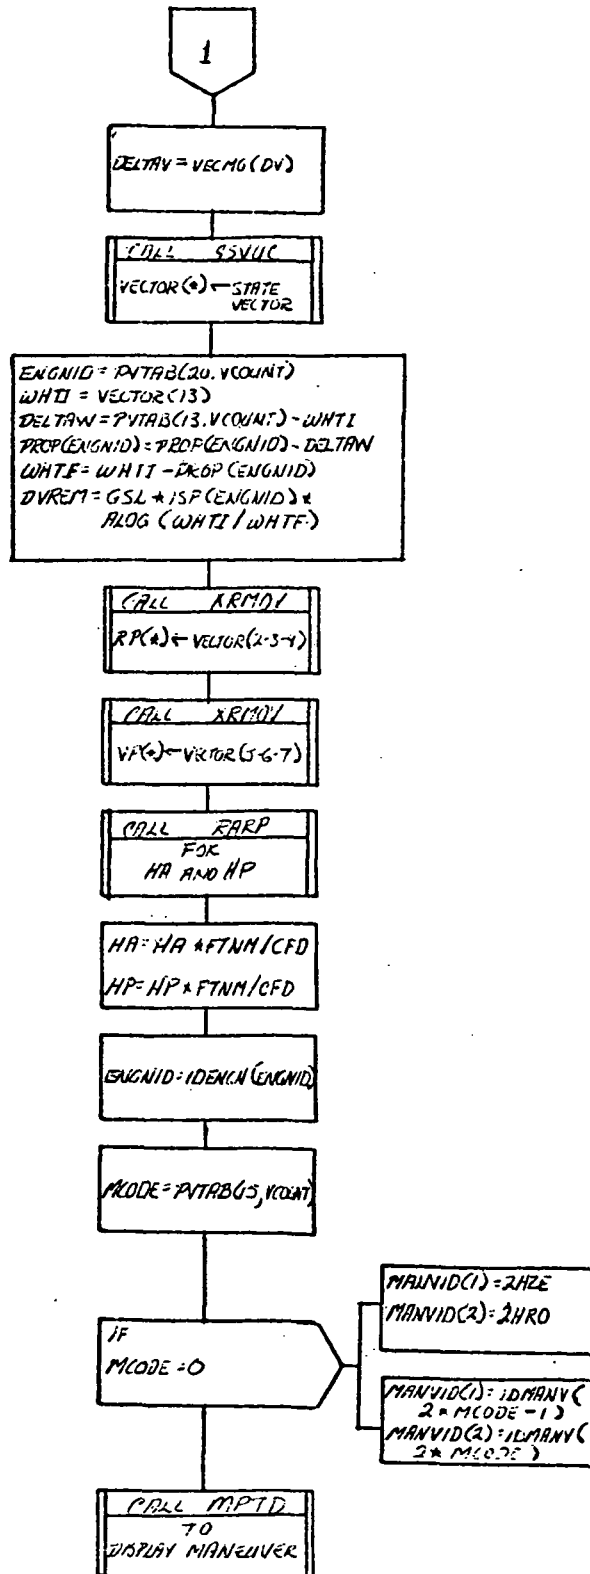 1
DELTAV = VECMG(DV)
CALL SSVUC
VECTOR(*) ← STATE
VECTOR
ENGNID = PVTAB(20, VCOUNT)
WHTI = VECTOR(13)
DELTAW = PVTAB(13, VCOUNT) - WHTI
PROP(ENGNID) = PROP(ENGNID) - DELTAW
WHTF = WHTI - PROP(ENGNID)
DVREM = GSL * ISP(ENGNID) *
ALOG (WHTI / WHTF)
CALL XRMOV
RP(*) ← VECTOR(2-3-4)
CALL XRMOV
VP(*) ← VECTOR(5-6-7)
CALL RARP
FOR
HA AND HP
HA = HA * FTNM/CFD
HP = HP * FTNM/CFD
ENGNID = IDENGN(ENGNID)
MCODE = PVTAB(15, VCOUNT)
IF
MCODE = 0
MANVID(1) = 2HZE
MANVID(2) = 2HRO
MANVID(1) = IDMANV(
2 * MCODE - 1)
MANVID(2) = IDMANV(
2 * MCODE )
CALL MPTD
TO
DISPLAY MANEUVER